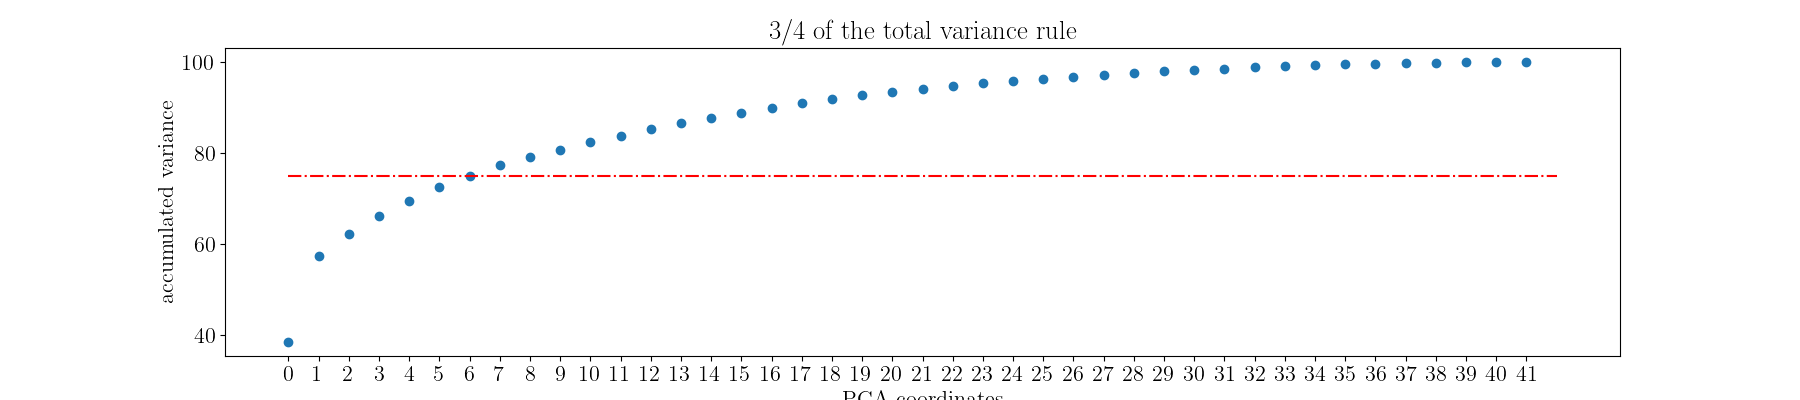 3/4 of the total variance rule
100
80
60
40
accumulated variance
0 1 2 3 4 5 6 7 8 9 10 11 12 13 14 15 16 17 18 19 20 21 22 23 24 25 26 27 28 29 30 31 32 33 34 35 36 37 38 39 40 41
PCA coordinates